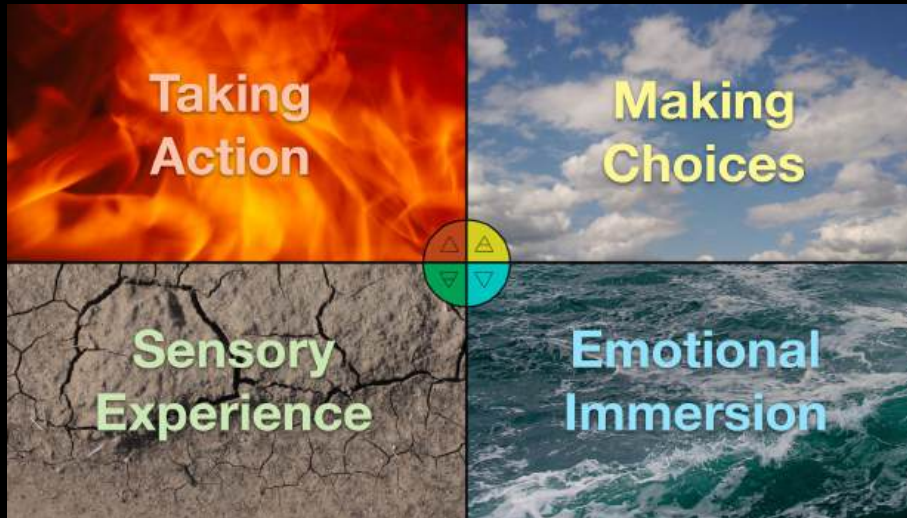 Taking
Action
Making
Choices
Sensory
Experience
Emotional
Immersion